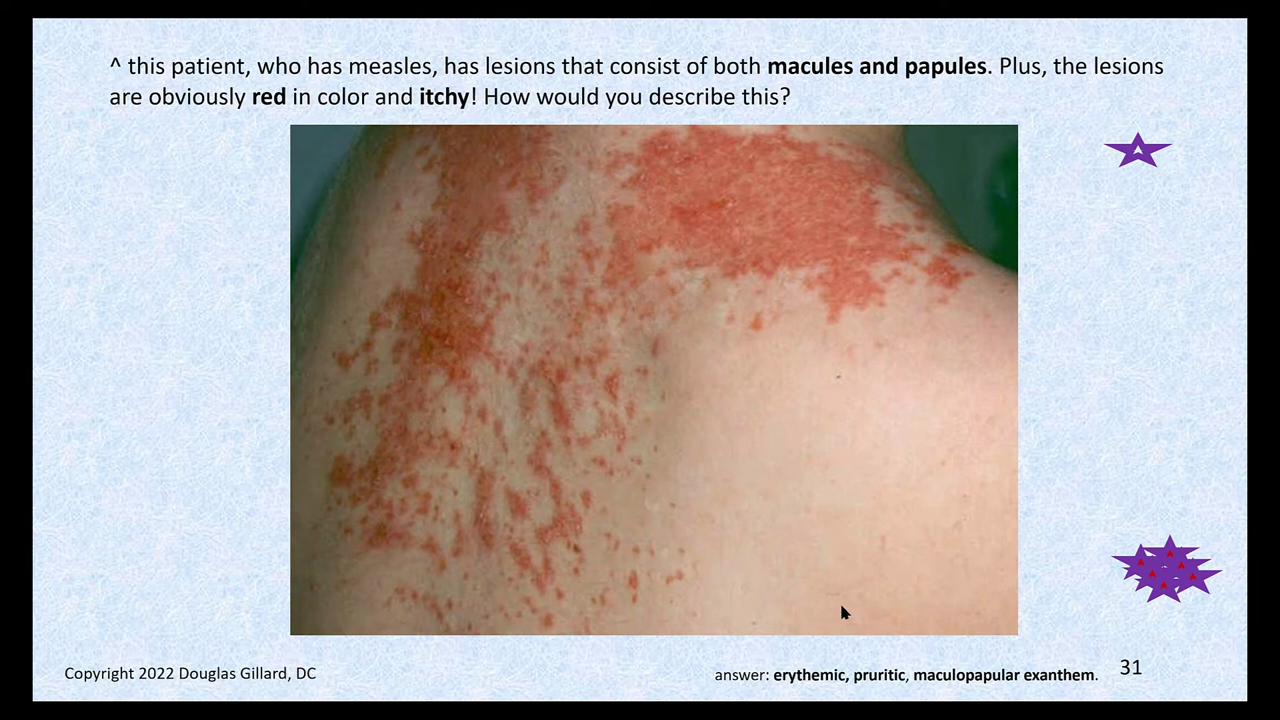 ^ this patient, who has measles, has lesions that consist of both macules and papules. Plus, the lesions
are obviously red in color and itchy! How would you describe this?
Copyright 2022 Douglas Gillard, DC
answer: erythemic, pruritic, maculopapular exanthem.
31